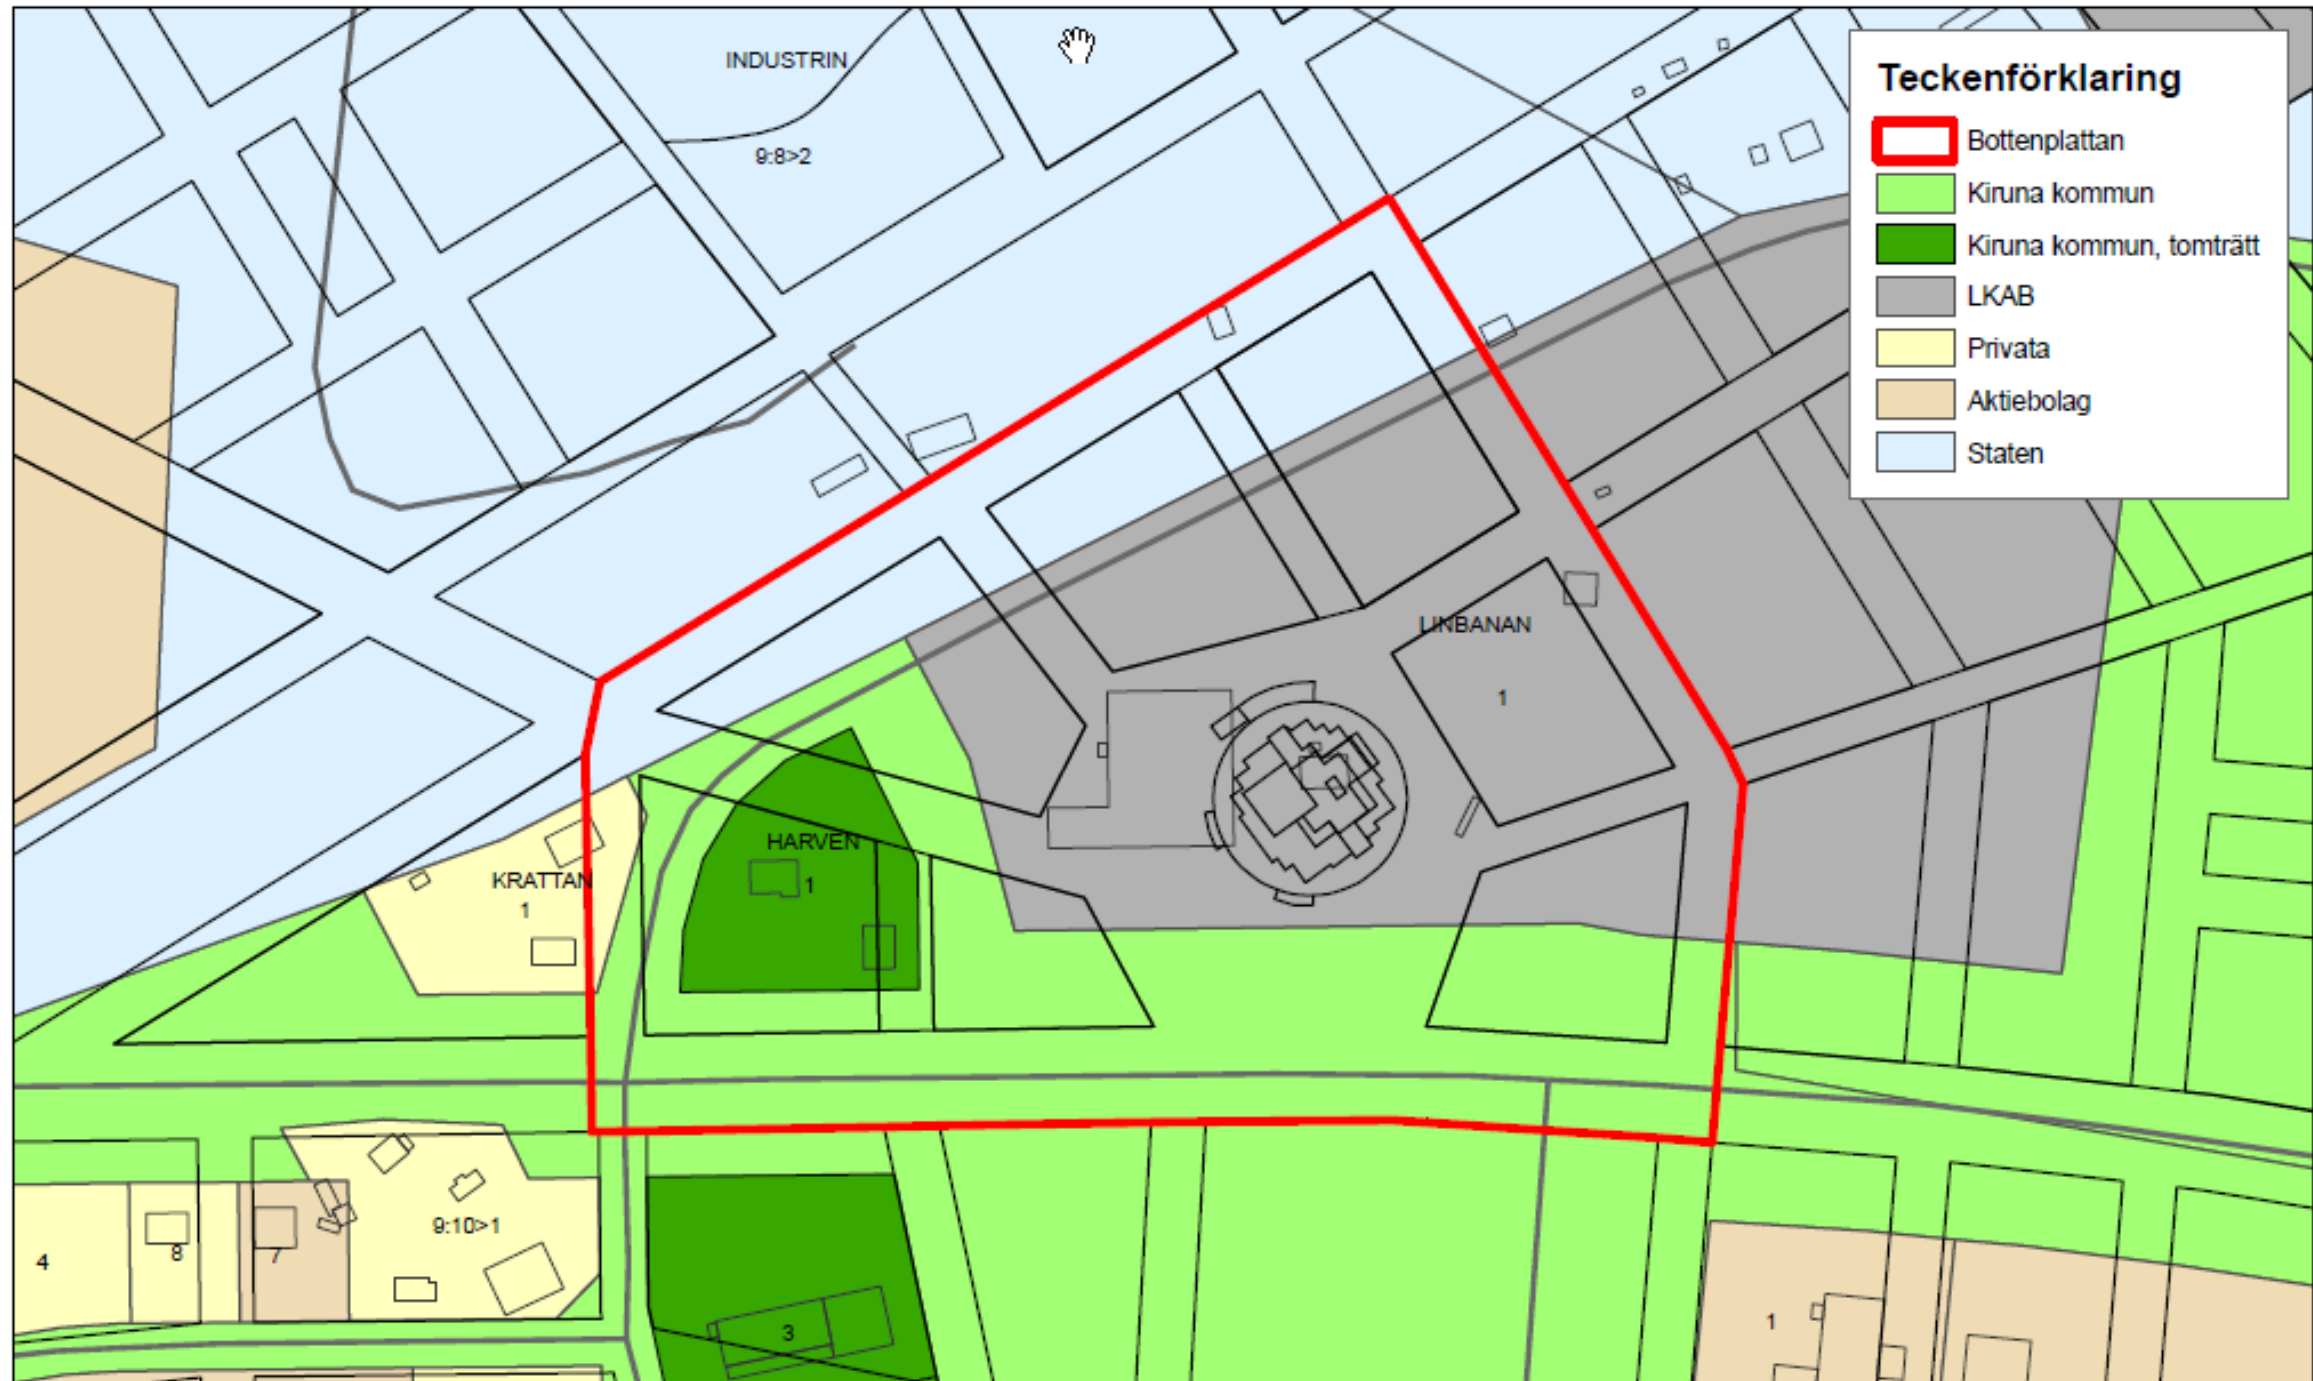 INDUSTRIN
9:8>2
Teckenförklaring
Bottenplattan
Kiruna kommun
Kiruna kommun, tomträtt
LKAB
Privata
Aktiebolag
Staten
LINBANAN
1
HARVEN
1
KRATTAN
1
9:10>1
4
8
7
3
1